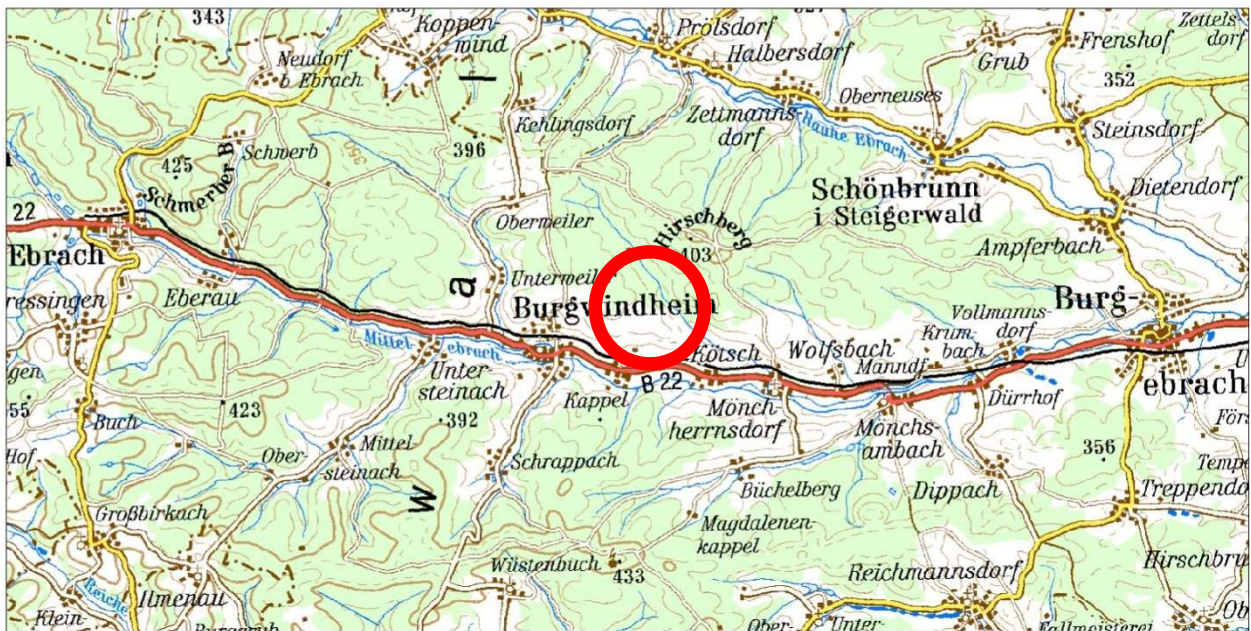 343
Koppen-
wind
Prölsdorf
Halbersdorf
Zettels
dorf
Frenshof
Grub
352
Neudorf
b Ebrach
Kehlingsdorf
Zettmanns-
dorf
Oberneuses
Rauhe Ebrach
Steinsdorf
425
Schmerber B
Schwerb
396
l
Schönbrunn
i Steigerwald
Dietendorf
Ampferbach
22
Ebrach
Obermeiler
Hirschberg
403
a
Unterweil
Burgwindheim
Eberau
ressingen
Mittel
ebrach
Unter-
steinach
Kappel
B 22
Kötsch
Mönch-
herrnsdorf
Wolfsbach
Manndf
Krum-
bach
Vollmanns-
dorf
Burg-
ebrach
Dürrhof
Mönchs-
ambach
gen
55
Buch
423
392
Mittel
steinach
Ober-
Schrappach
Büchelberg
Dippach
356
Treppendo
Hof
Großbirkach
w
Magdalenen-
kappel
Wüstenbuch
433
Reichmannsdorf
Hirschbru
Reiche
Ilmenau
Klein-
Ober-
Unter-
Ob